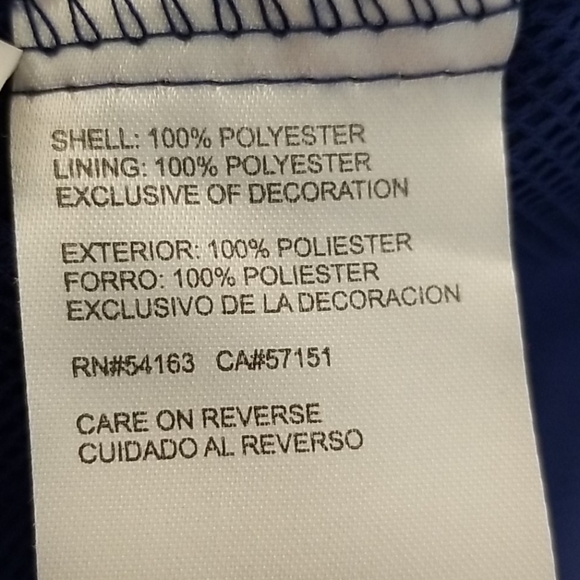 SHELL: 100% POLYESTER
LINING: 100% POLYESTER
EXCLUSIVE OF DECORATION
EXTERIOR: 100% POLIESTER
FORRO: 100% POLIESTER
EXCLUSIVO DE LA DECORACION
RN#54163 CA#57151
CARE ON REVERSE
CUIDADO AL REVERSO